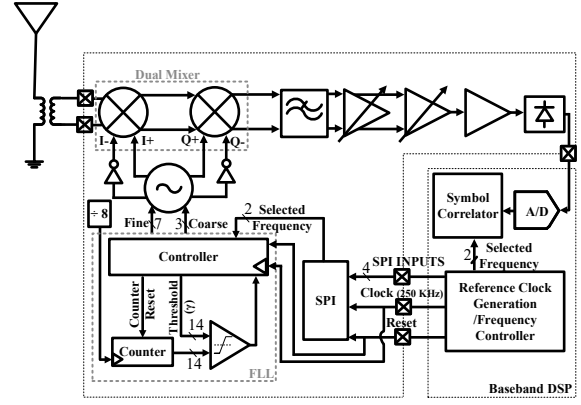 Dual Mixer
I-
I+
Q+
Q-
÷ 8
Fine
7
3
Coarse
2
Selected
Frequency
Controller
Counter
Reset
Threshold
(γ)
14
14
Counter
FLL
SPI
4
SPI INPUTS
Clock (250 KHz)
Reset
Symbol
Correlator
A/D
2
Selected
Frequency
Reference Clock
Generation
/Frequency
Controller
Baseband DSP